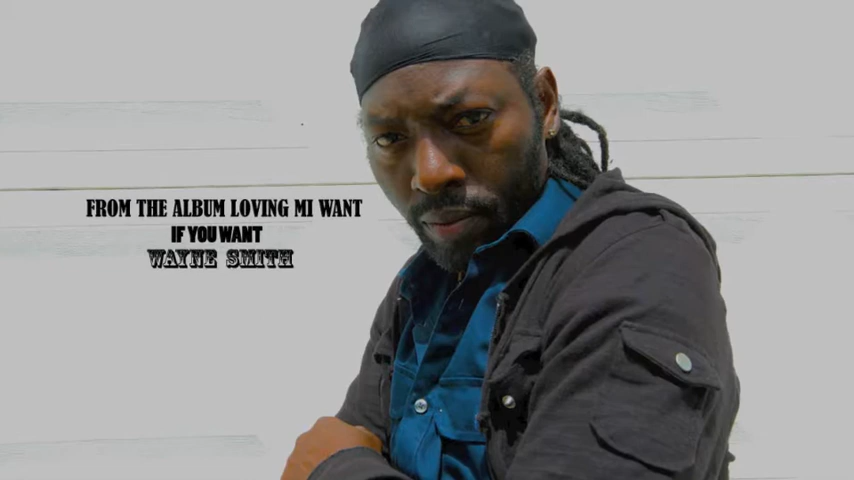 FROM THE ALBUM LOVING MI WANT
IF YOU WANT
WAYNE SMITH